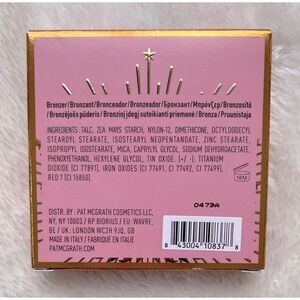 Bronzer/Bronzant/Bronceador/Bronzeador/Бронзант/Μπρόνζερ/Bronzosító
/Bronzējošs pūderis/Bronzinį įdegį suteikianti priemonė/Bronza/Pruunistaja
INGREDIENTS: TALC, ZEA MAYS STARCH, NYLON-12, DIMETHICONE, OCTYLDODECYL
STEAROYL STEARATE, ISOSTEARYL NEOPENTANOATE, ZINC STEARATE,
ISOPROPYL ISOSTEARATE, MICA, CAPRYLYL GLYCOL, SODIUM DEHYDROACETATE,
PHENOXYETHANOL, HEXYLENE GLYCOL, TIN OXIDE. [+/-]: TITANIUM
DIOXIDE (CI 77891), IRON OXIDES (CI 77491, CI 77492, CI 77499),
RED 7 (CI 15850).
18M
0473A
DISTR. BY: PAT MCGRATH COSMETICS LLC,
NY, NY 10003 / RP BIORIUS / EU: WAVRE,
BE / UK: LONDON WC2H 9JQ, GB
MADE IN ITALY / FABRIQUÉ EN ITALIE
PATMCGRATH.COM
8 43004 10837 8